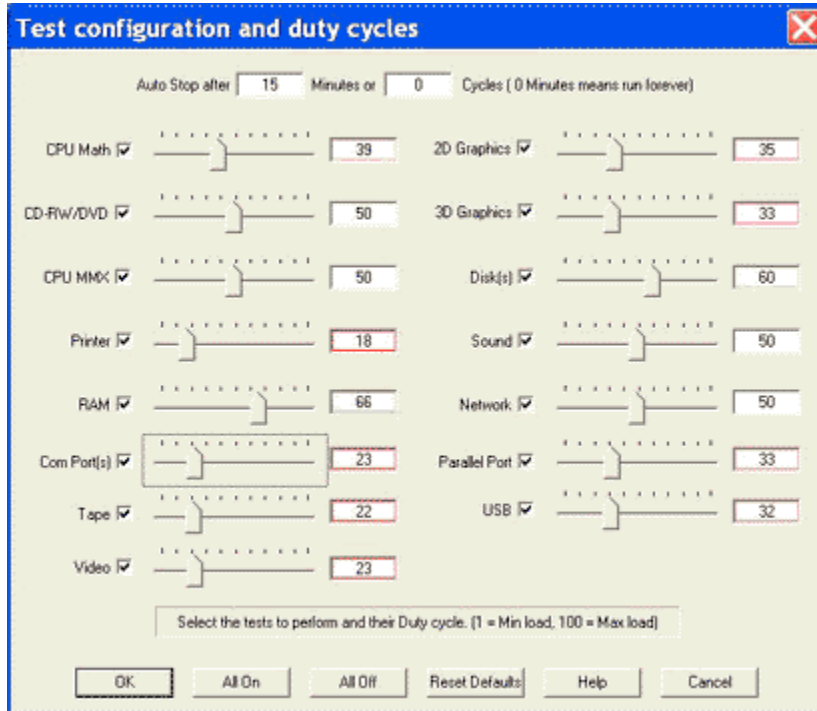 Test configuration and duty cycles
Auto Stop after 15 Minutes or 0 Cycles ( 0 Minutes means run forever)
CPU Math 39 2D Graphics 35
CD-RW/DVD 50 3D Graphics 33
CPU MMX 50 Disk(s) 60
Printer 18 Sound 50
RAM 66 Network 50
Com Port(s) 23 Parallel Port 33
Tape 22 USB 32
Video 23
Select the tests to perform and their Duty cycle. (1 = Min load, 100 = Max load)
OK All On All Off Reset Defaults Help Cancel